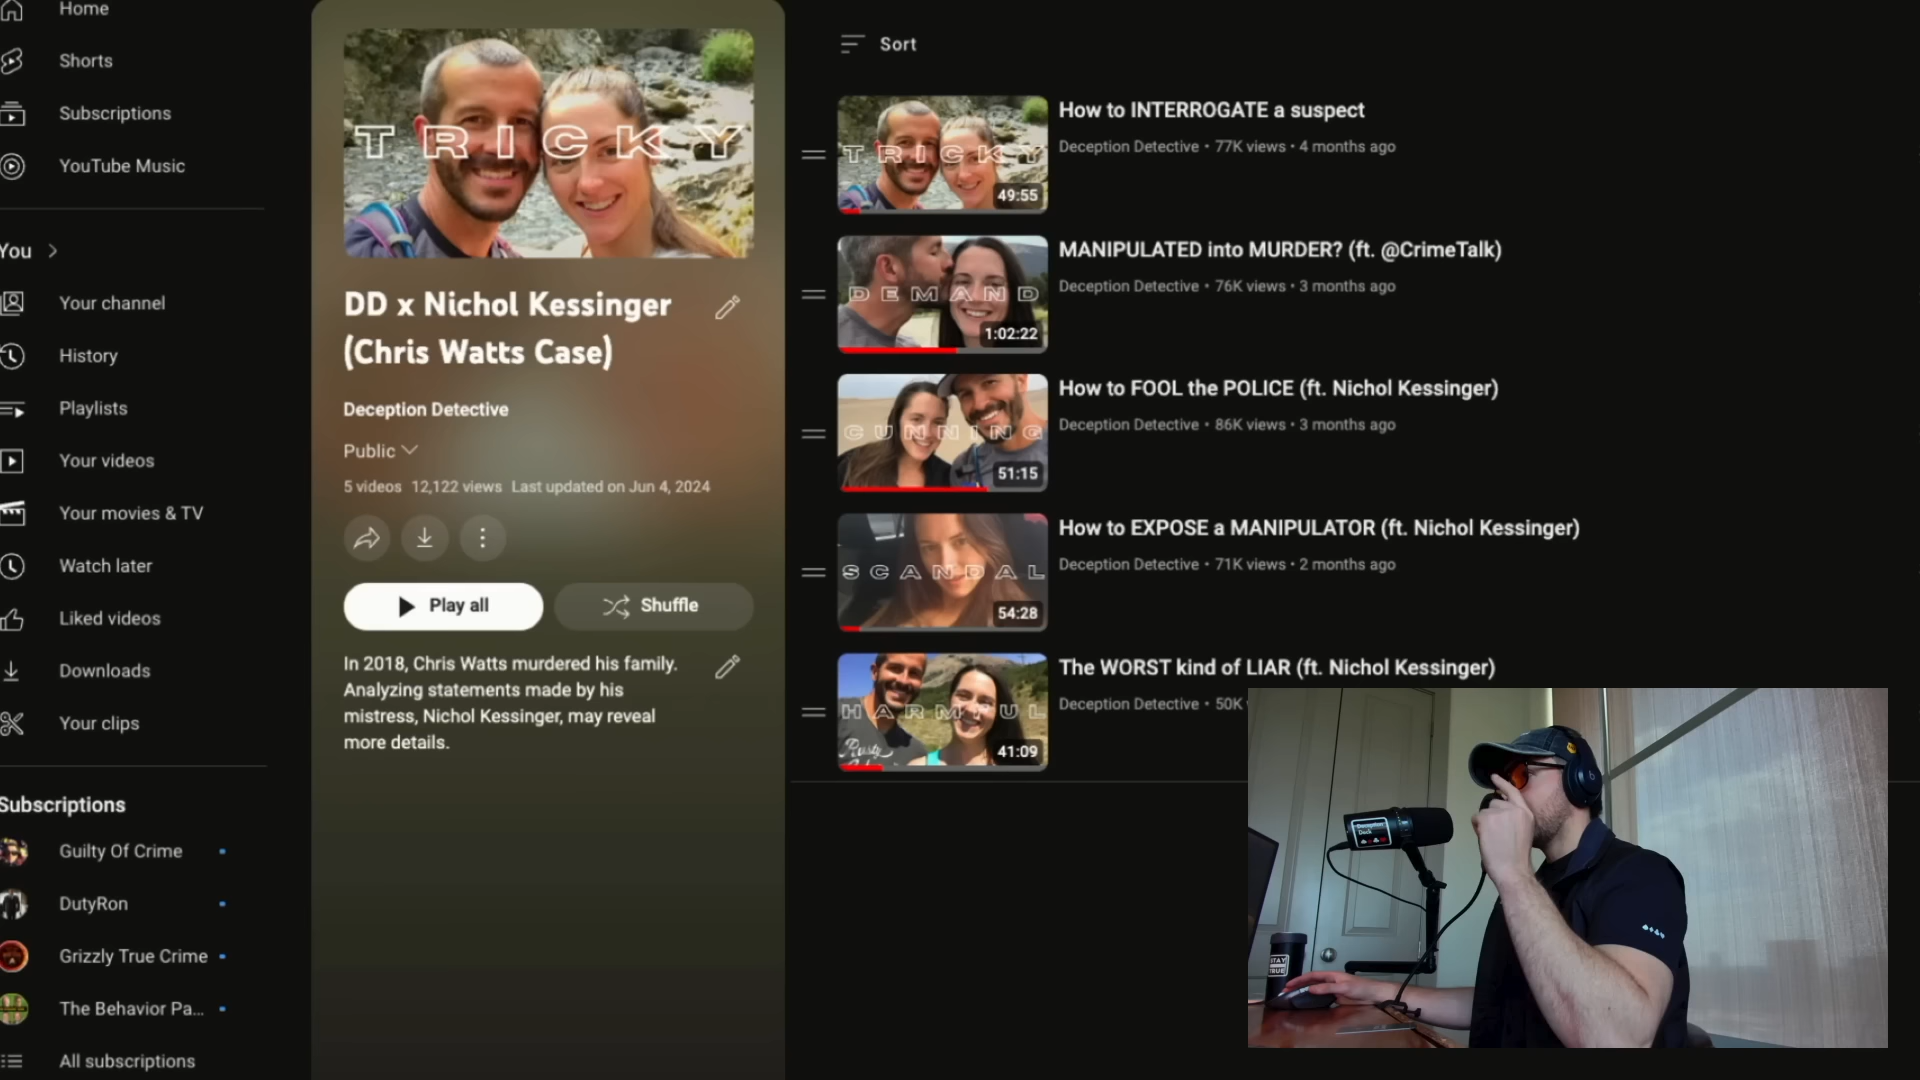 Home
Shorts
Subscriptions
YouTube Music
You
Your channel
History
Playlists
Your videos
Your movies & TV
Watch later
Liked videos
Downloads
Your clips
Subscriptions
Guilty Of Crime
DutyRon
Grizzly True Crime
The Behavior Pa...
All subscriptions
TRICKY
DD x Nichol Kessinger
(Chris Watts Case)
Deception Detective
Public
5 videos 12,122 views Last updated on Jun 4, 2024
Play all
Shuffle
In 2018, Chris Watts murdered his family.
Analyzing statements made by his
mistress, Nichol Kessinger, may reveal
more details.
Sort
TRICKY
49:55
How to INTERROGATE a suspect
Deception Detective • 77K views • 4 months ago
DEMAND
1:02:22
MANIPULATED into MURDER? (ft. @CrimeTalk)
Deception Detective • 76K views • 3 months ago
CUNNING
51:15
How to FOOL the POLICE (ft. Nichol Kessinger)
Deception Detective • 86K views • 3 months ago
SCANDAL
54:28
How to EXPOSE a MANIPULATOR (ft. Nichol Kessinger)
Deception Detective • 71K views • 2 months ago
HARMFUL
41:09
The WORST kind of LIAR (ft. Nichol Kessinger)
Deception Detective • 50K
Deception
Deck
STAY
TRUE